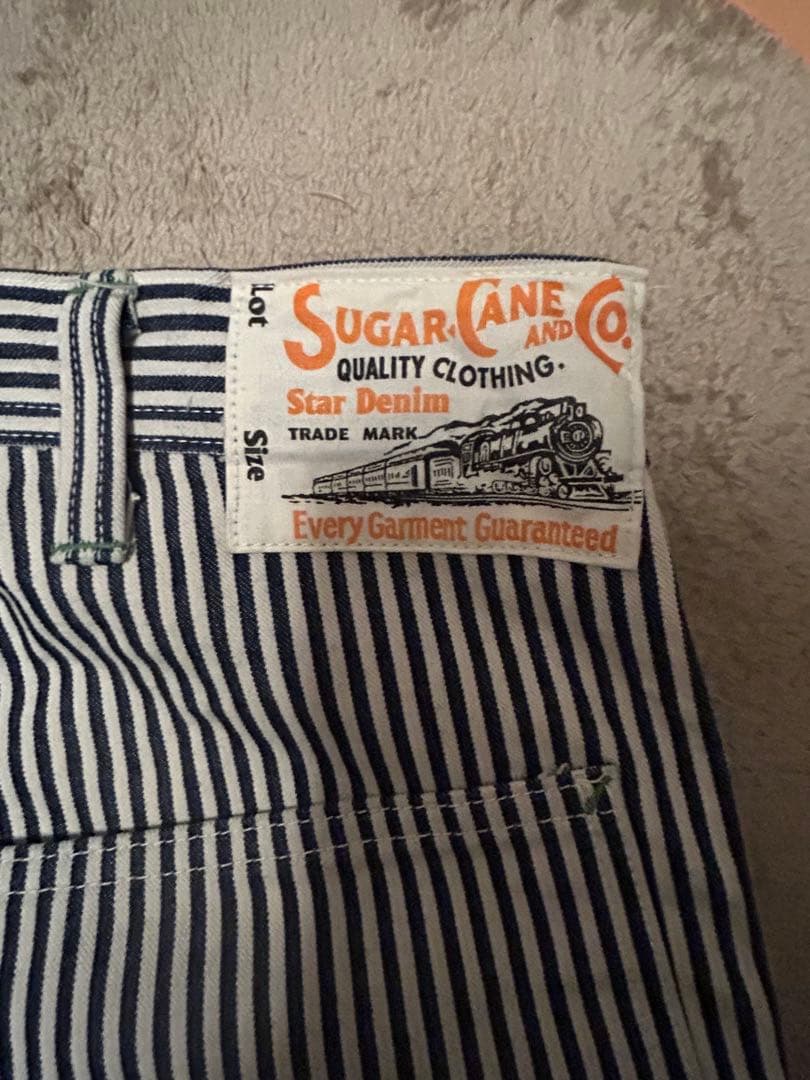 Lot
Size
SUGAR CANE AND CO.
QUALITY CLOTHING.
Star Denim
TRADE MARK
Every Garment Guaranteed